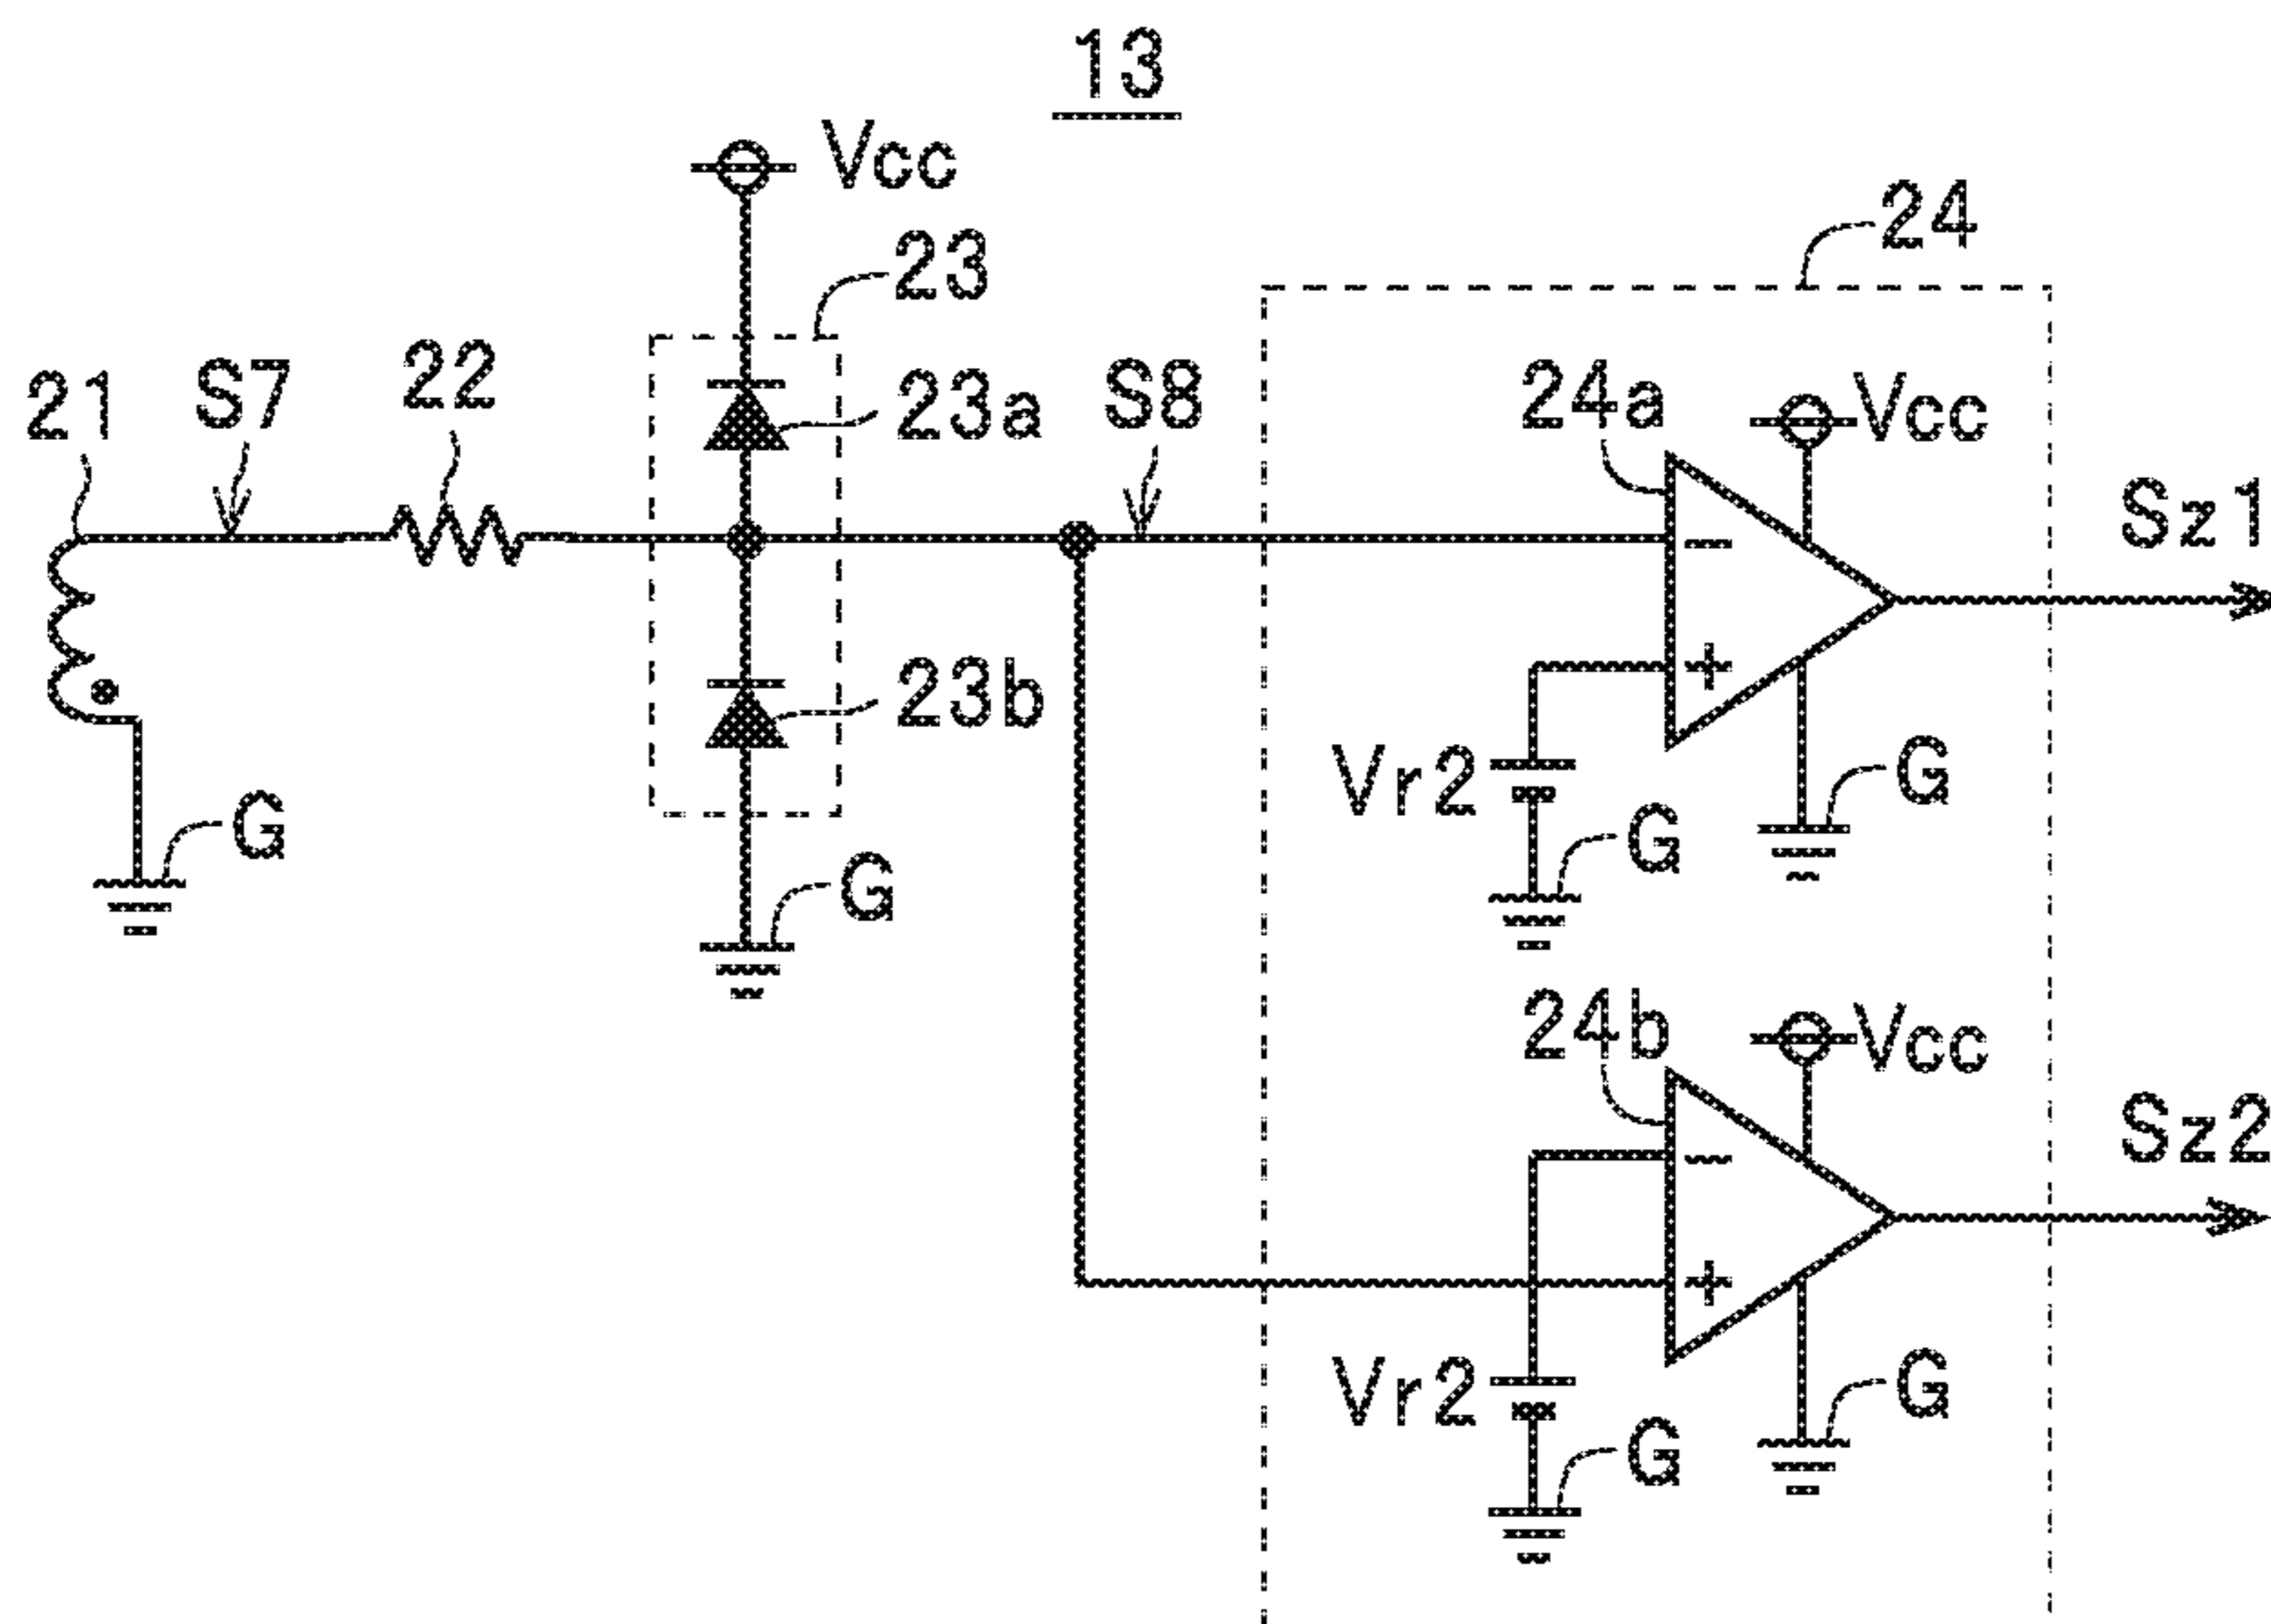 13
Vcc
24
23
21
S7
22
23a
S8
24a
Vcc
Sz1
-
+
23b
Vr2
G
G
G
G
24b
Vcc
Sz2
-
+
Vr2
G
G